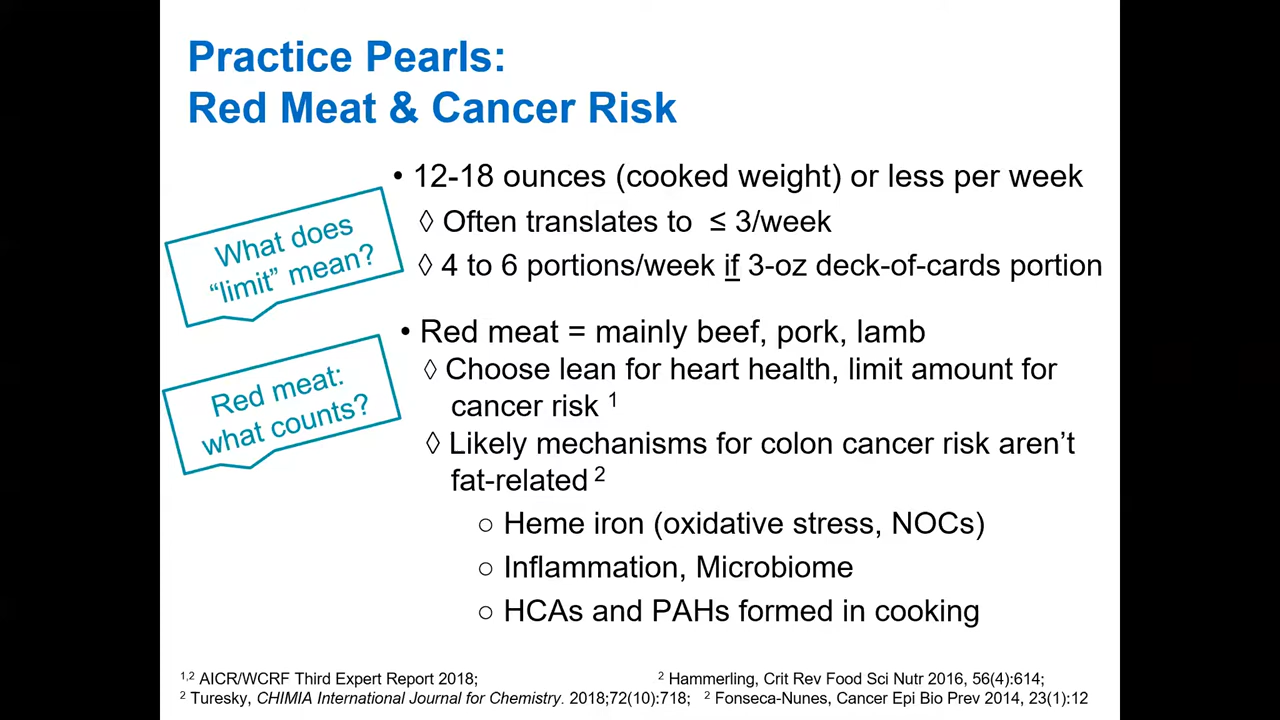 Practice Pearls:
Red Meat & Cancer Risk
What does
“limit” mean?
• 12-18 ounces (cooked weight) or less per week
◊ Often translates to ≤ 3/week
◊ 4 to 6 portions/week if 3-oz deck-of-cards portion
Red meat:
what counts?
• Red meat = mainly beef, pork, lamb
◊ Choose lean for heart health, limit amount for
cancer risk ¹
◊ Likely mechanisms for colon cancer risk aren’t
fat-related ²
○ Heme iron (oxidative stress, NOCs)
○ Inflammation, Microbiome
○ HCAs and PAHs formed in cooking
¹,² AICR/WCRF Third Expert Report 2018; ² Hammerling, Crit Rev Food Sci Nutr 2016, 56(4):614;
² Turesky, CHIMIA International Journal for Chemistry. 2018;72(10):718; ² Fonseca-Nunes, Cancer Epi Bio Prev 2014, 23(1):12